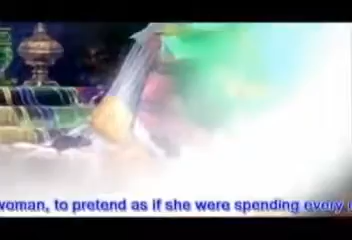 woman, to pretend as if she were spending every